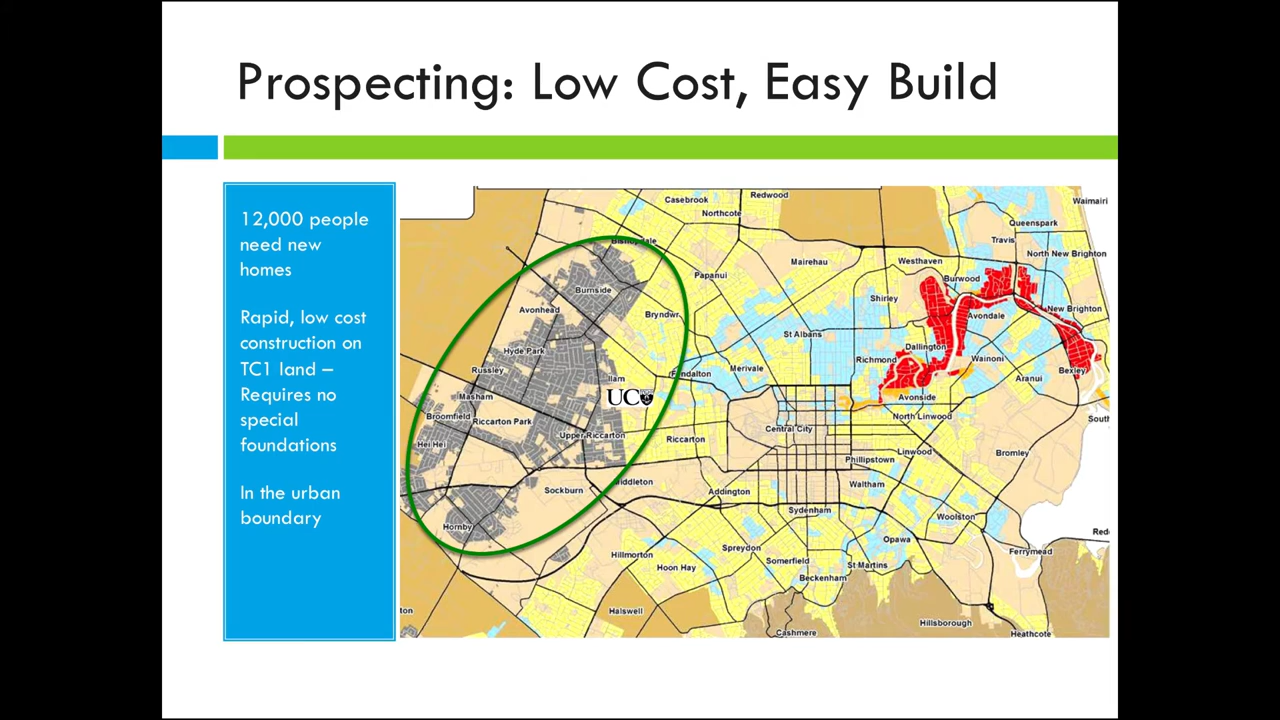 Prospecting: Low Cost, Easy Build
12,000 people
need new
homes
Rapid, low cost
construction on
TC1 land –
Requires no
special
foundations
In the urban
boundary
Redwood
Casebrook
Northcote
Waimairi
Queenspark
Travis
North New Brighton
Bishopdale
Mairehau
Westhaven
Papanui
Burwood
Burnside
Shirley
Avonhead
Bryndwr
New Brighton
Avondale
St Albans
Dallington
Hyde Park
Richmond
Wainoni
Russley
Merivale
Fendalton
Bexley
Ilam
Aranui
Masham
UC
Avonside
Broomfield
Riccarton Park
North Linwood
South
Central City
Upper Riccarton
Riccarton
Hei Hei
Linwood
Bromley
Phillipstown
Middleton
Waltham
Sockburn
Addington
Sydenham
Woolston
Hornby
Opawa
Rede
Spreydon
Ferrymead
Hillmorton
Somerfield
St Martins
Hoon Hay
Beckenham
ton
Halswell
Hillsborough
Cashmere
Heathcote